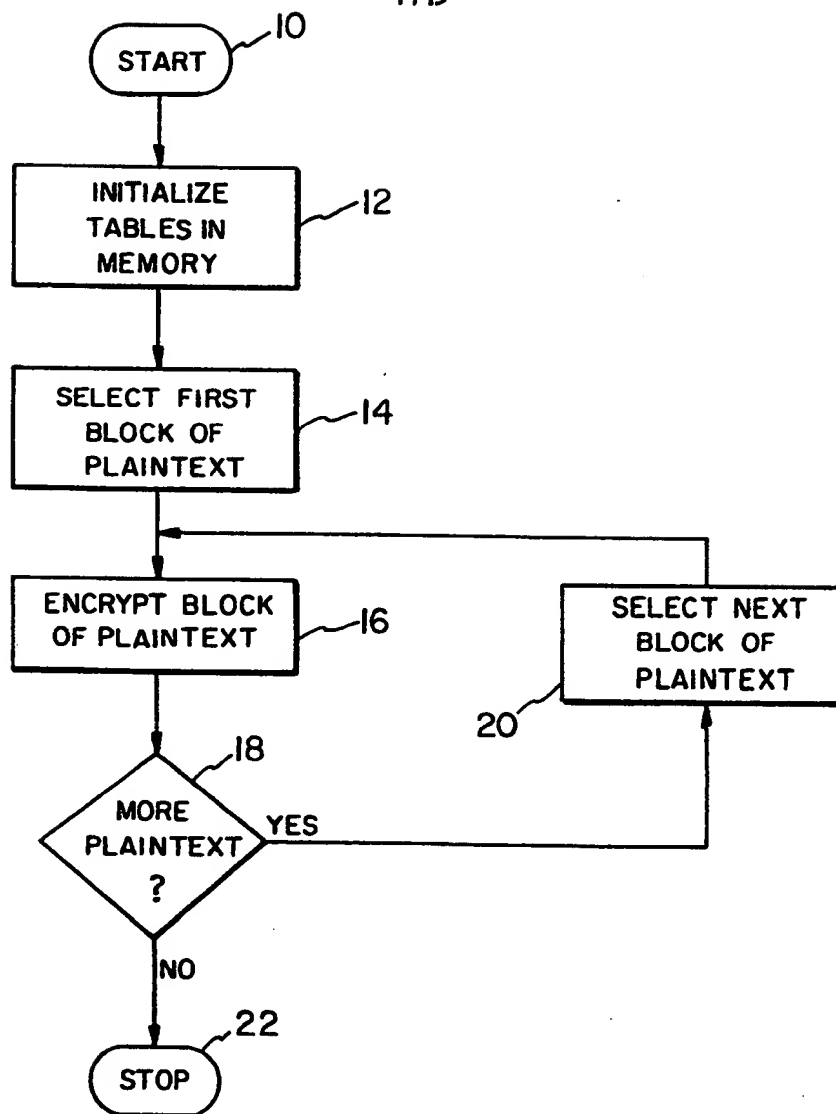 10
START
INITIALIZE
TABLES IN
MEMORY
12
SELECT FIRST
BLOCK OF
PLAINTEXT
14
ENCRYPT BLOCK
OF PLAINTEXT
16
SELECT NEXT
BLOCK OF
PLAINTEXT
20
18
MORE
PLAINTEXT
?
YES
NO
22
STOP